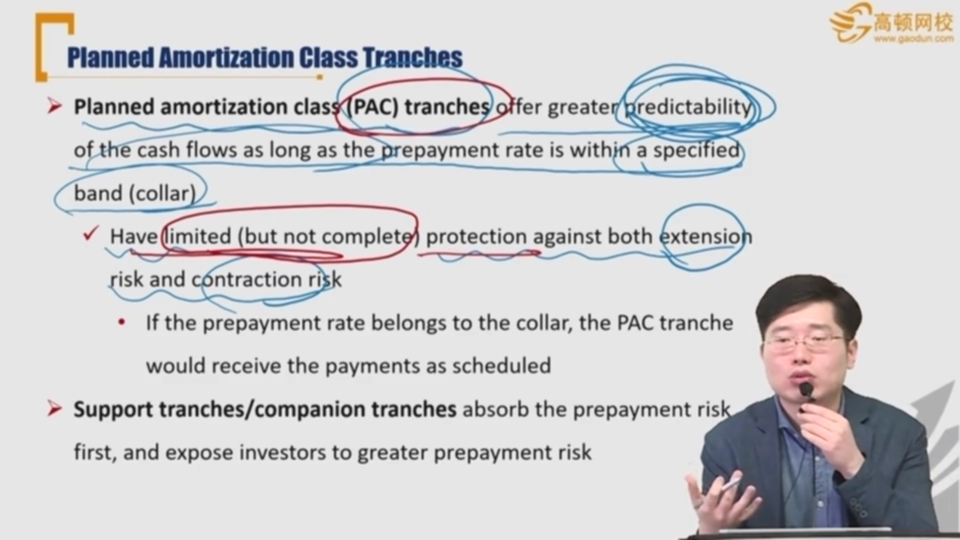 高顿网校
www.gaodun.com
Planned Amortization Class Tranches
Planned amortization class (PAC) tranches offer greater predictability
of the cash flows as long as the prepayment rate is within a specified
band (collar)
Have limited (but not complete) protection against both extension
risk and contraction risk
If the prepayment rate belongs to the collar, the PAC tranche
would receive the payments as scheduled
Support tranches/companion tranches absorb the prepayment risk
first, and expose investors to greater prepayment risk